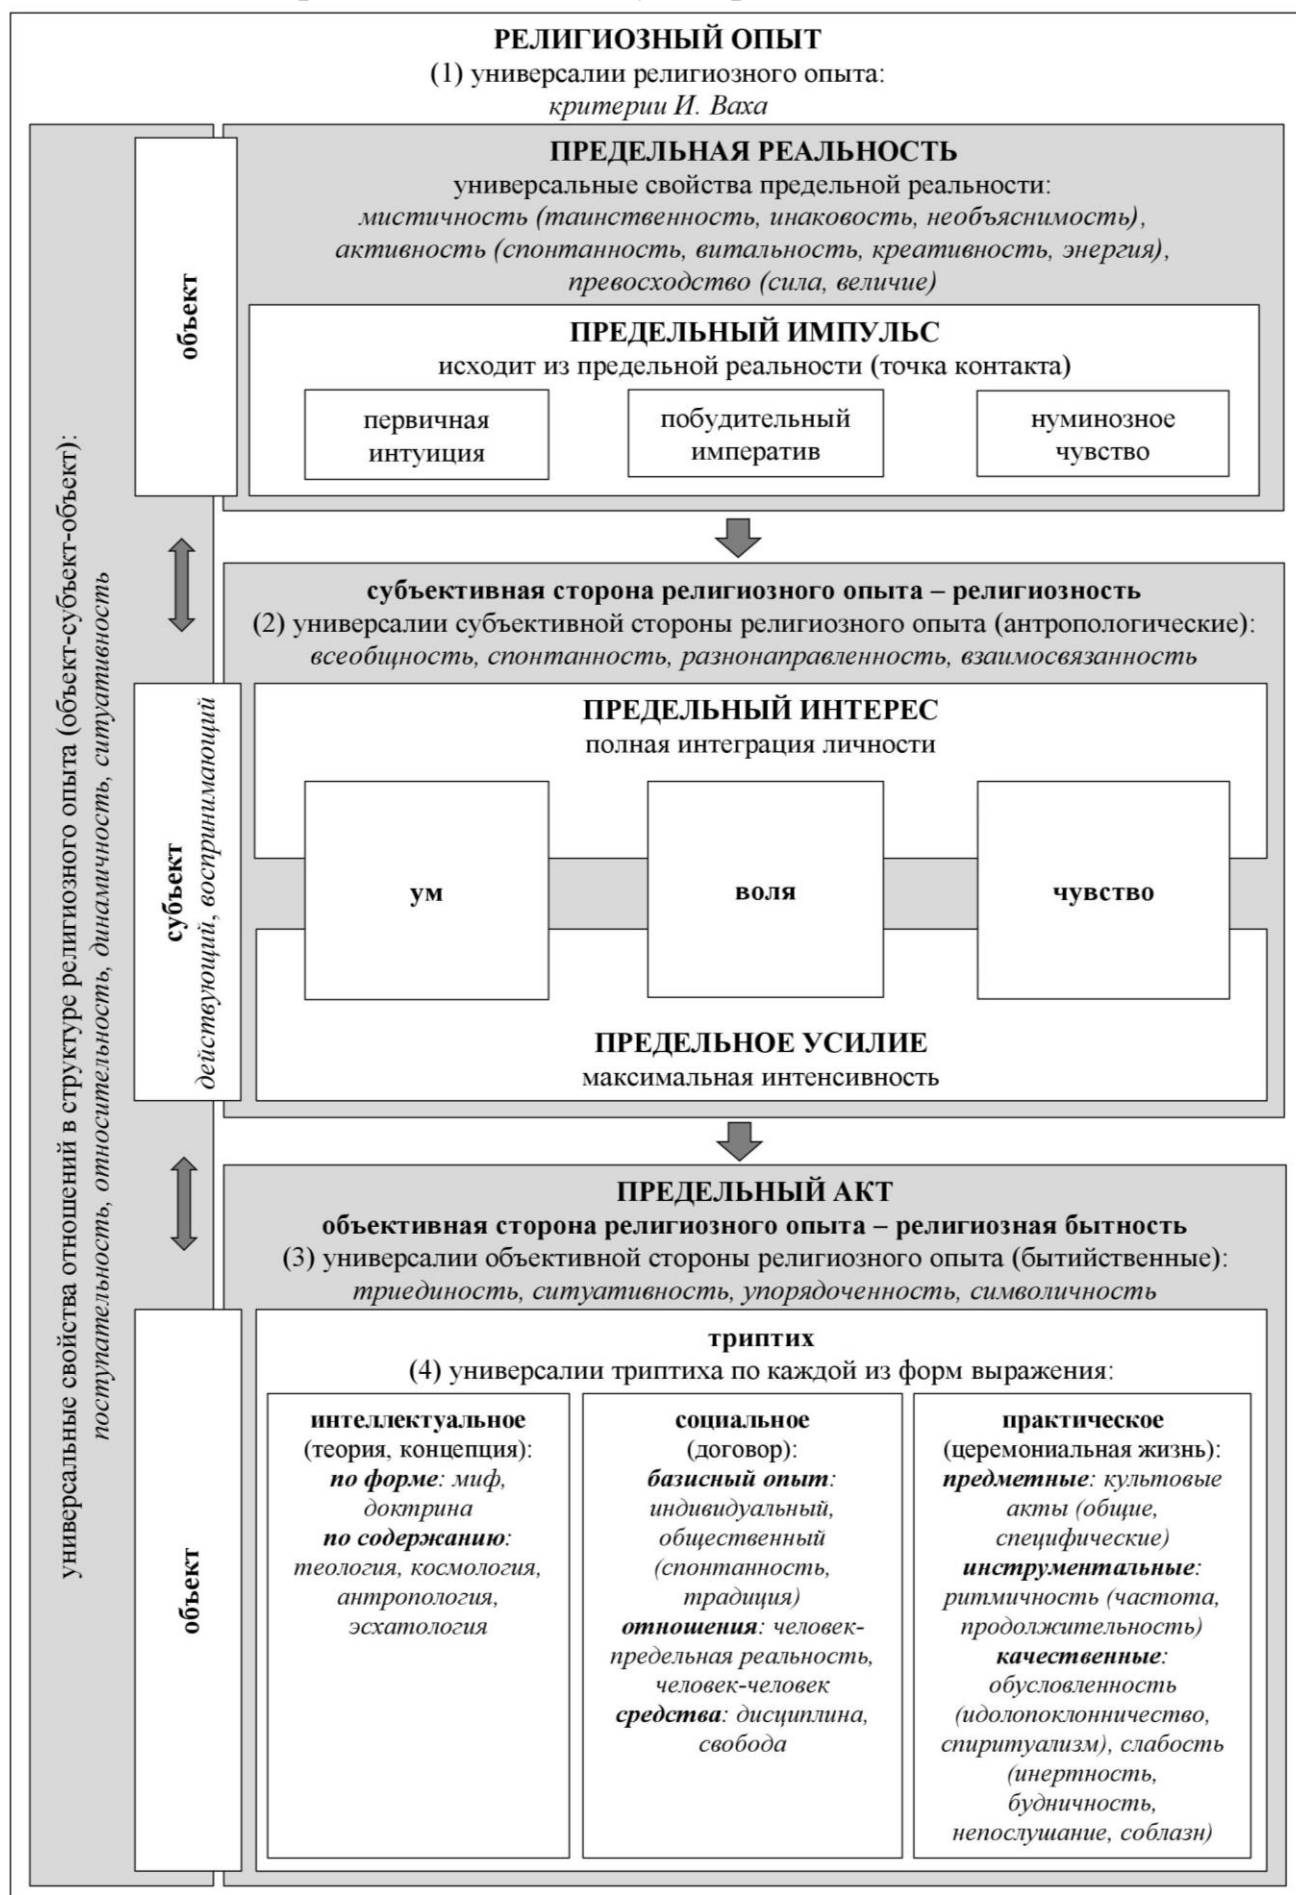 РЕЛИГИОЗНЫЙ ОПЫТ
(1) универсалии религиозного опыта:
критерии И. Ваха
универсальные свойства отношений в структуре религиозного опыта (объект-субъект-объект):
поступательность, относительность, динамичность, ситуативность
объект
ПРЕДЕЛЬНАЯ РЕАЛЬНОСТЬ
универсальные свойства предельной реальности:
мистичность (таинственность, инаковость, необъяснимость),
активность (спонтанность, витальность, креативность, энергия),
превосходство (сила, величие)
ПРЕДЕЛЬНЫЙ ИМПУЛЬС
исходит из предельной реальности (точка контакта)
первичная
интуиция
побудительный
императив
нуминозное
чувство
субъективная сторона религиозного опыта – религиозность
(2) универсалии субъективной стороны религиозного опыта (антропологические):
всеобщность, спонтанность, разнонаправленность, взаимосвязанность
субъект
действующий, воспринимающий
ПРЕДЕЛЬНЫЙ ИНТЕРЕС
полная интеграция личности
ум
воля
чувство
ПРЕДЕЛЬНОЕ УСИЛИЕ
максимальная интенсивность
ПРЕДЕЛЬНЫЙ АКТ
объективная сторона религиозного опыта – религиозная бытность
(3) универсалии объективной стороны религиозного опыта (бытийственные):
триединость, ситуативность, упорядоченность, символичность
объект
триптих
(4) универсалии триптиха по каждой из форм выражения:
интеллектуальное
(теория, концепция):
по форме: миф,
доктрина
по содержанию:
теология, космология,
антропология,
эсхатология
социальное
(договор):
базисный опыт:
индивидуальный,
общественный
(спонтанность,
традиция)
отношения: человек-
предельная реальность,
человек-человек
средства: дисциплина,
свобода
практическое
(церемониальная жизнь):
предметные: культовые
акты (общие,
специфические)
инструментальные:
ритмичность (частота,
продолжительность)
качественные:
обусловленность
(идолопоклонничество,
спиритуализм), слабость
(инертность,
будничность,
непослушание, соблазн)